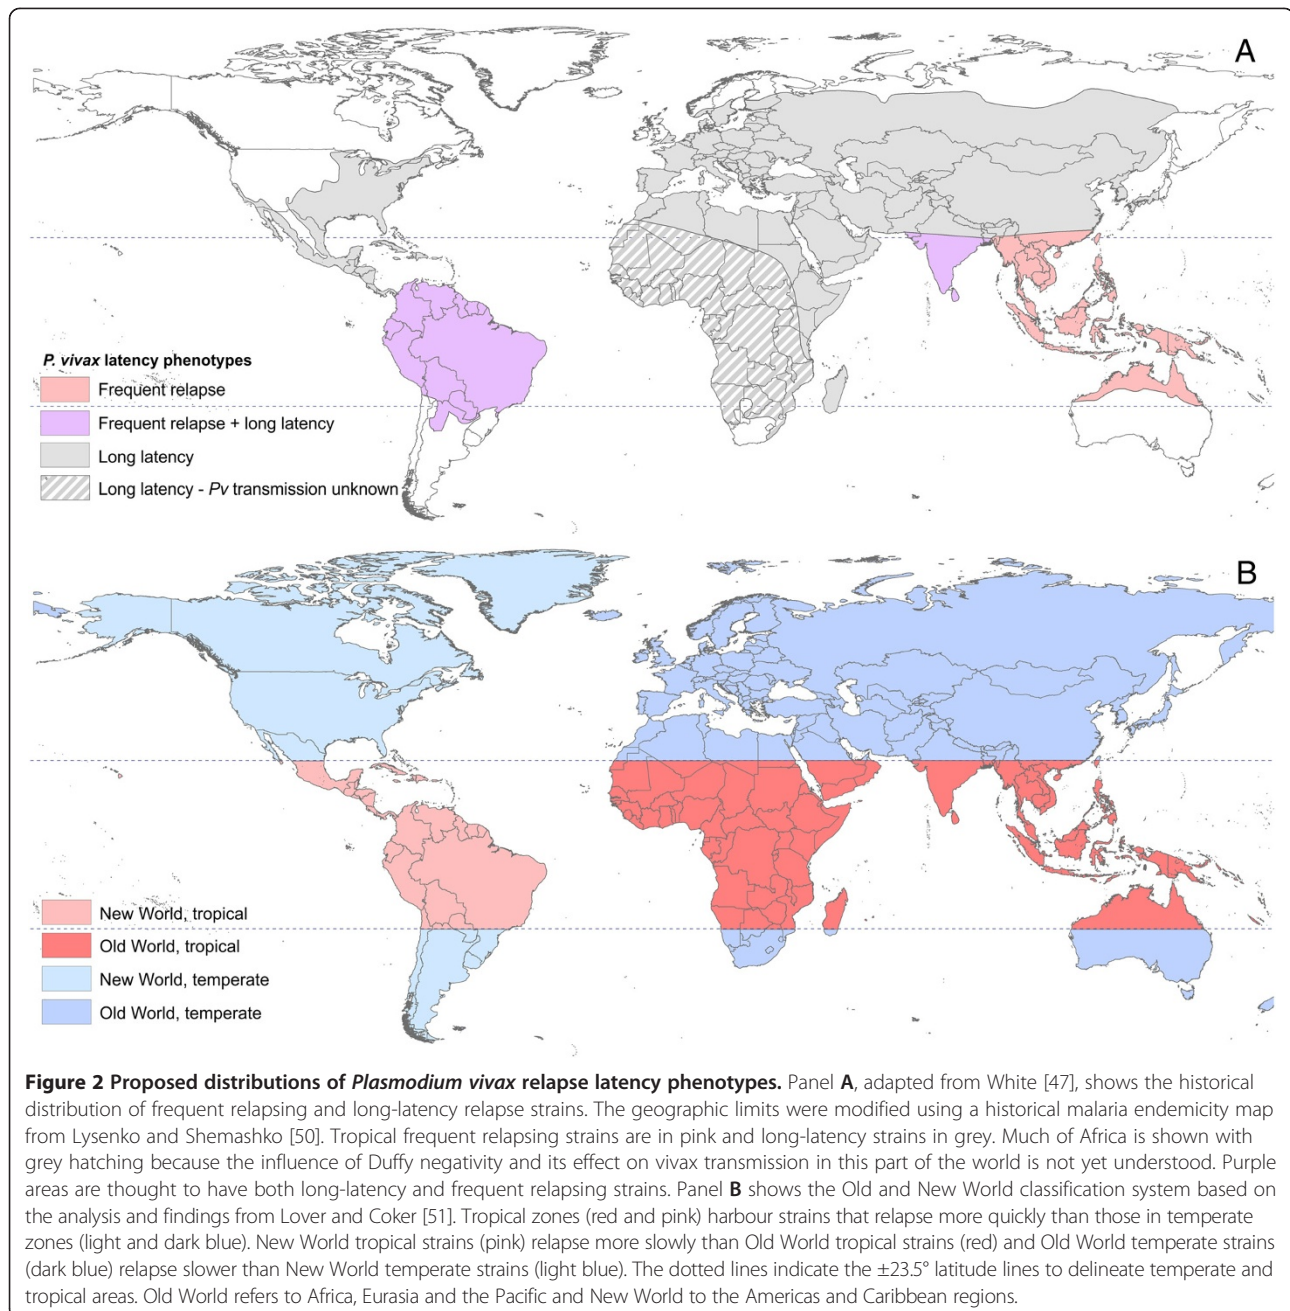 A
P. vivax latency phenotypes
Frequent relapse
Frequent relapse + long latency
Long latency
Long latency - Pv transmission unknown
B
New World, tropical
Old World, tropical
New World, temperate
Old World, temperate
Figure 2 Proposed distributions of Plasmodium vivax relapse latency phenotypes. Panel A, adapted from White [47], shows the historical
distribution of frequent relapsing and long-latency relapse strains. The geographic limits were modified using a historical malaria endemicity map
from Lysenko and Shemashko [50]. Tropical frequent relapsing strains are in pink and long-latency strains in grey. Much of Africa is shown with
grey hatching because the influence of Duffy negativity and its effect on vivax transmission in this part of the world is not yet understood. Purple
areas are thought to have both long-latency and frequent relapsing strains. Panel B shows the Old and New World classification system based on
the analysis and findings from Lover and Coker [51]. Tropical zones (red and pink) harbour strains that relapse more quickly than those in temperate
zones (light and dark blue). New World tropical strains (pink) relapse more slowly than Old World tropical strains (red) and Old World temperate strains
(dark blue) relapse slower than New World temperate strains (light blue). The dotted lines indicate the ±23.5° latitude lines to delineate temperate and
tropical areas. Old World refers to Africa, Eurasia and the Pacific and New World to the Americas and Caribbean regions.